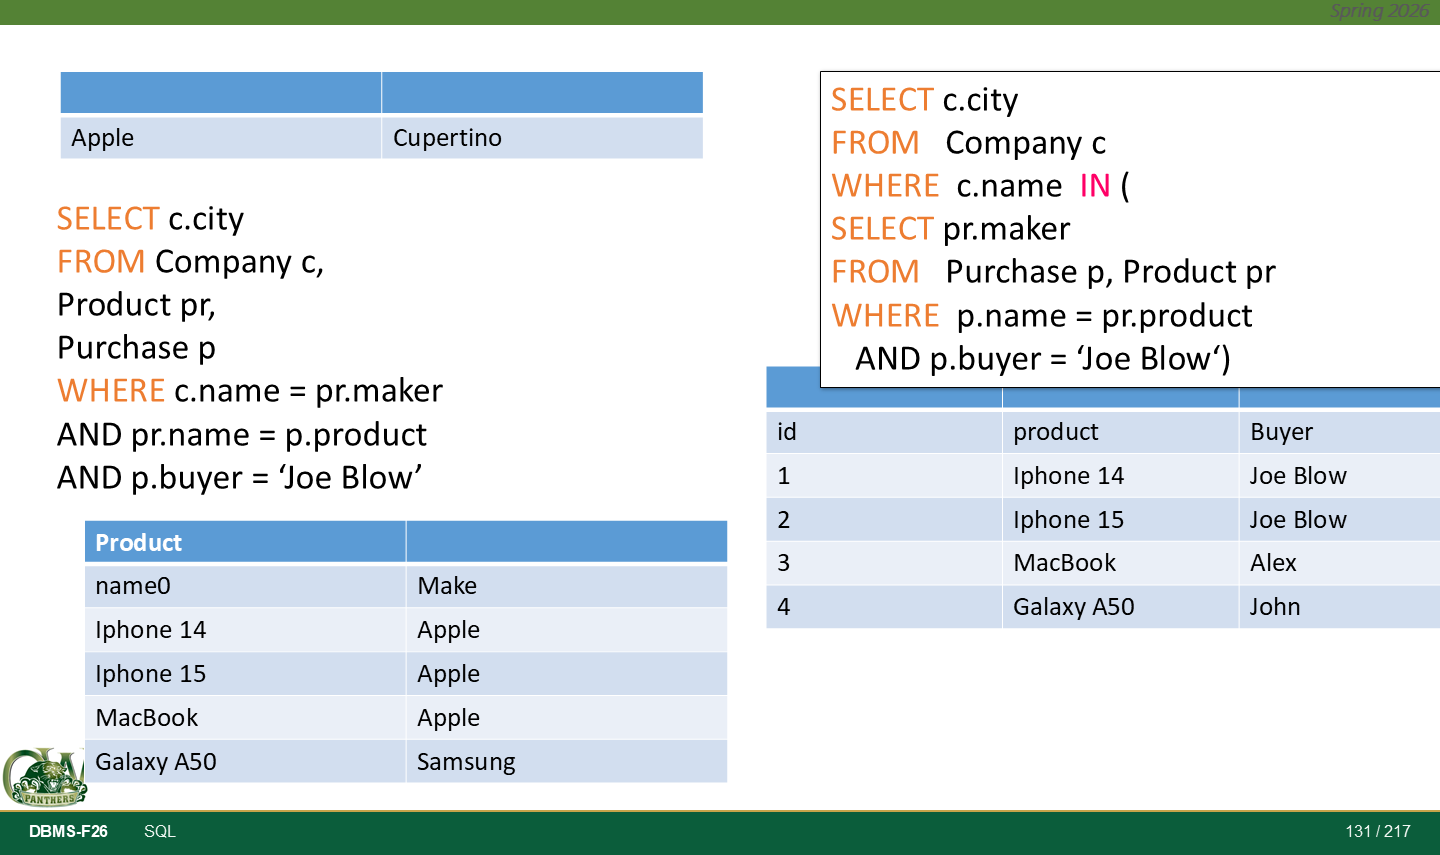 Spring 2026
Apple Cupertino
SELECT c.city
FROM Company c,
Product pr,
Purchase p
WHERE c.name = pr.maker
AND pr.name = p.product
AND p.buyer = ‘Joe Blow’
SELECT c.city
FROM Company c
WHERE c.name IN (
SELECT pr.maker
FROM Purchase p, Product pr
WHERE p.name = pr.product
AND p.buyer = ‘Joe Blow‘)
id product Buyer
1 Iphone 14 Joe Blow
2 Iphone 15 Joe Blow
3 MacBook Alex
4 Galaxy A50 John
Product
name0 Make
Iphone 14 Apple
Iphone 15 Apple
MacBook Apple
Galaxy A50 Samsung
PANTHERS
DBMS-F26 SQL 131 / 217